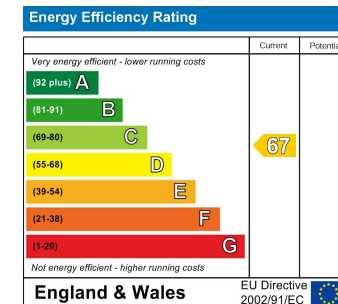 Energy Efficiency Rating
Current Potentia
Very energy efficient - lower running costs
(92 plus) A
(81-91) B
(69-80) C
67
(55-68) D
(39-54) E
(21-38) F
(1-20) G
Not energy efficient - higher running costs
England & Wales
EU Directive
2002/91/EC